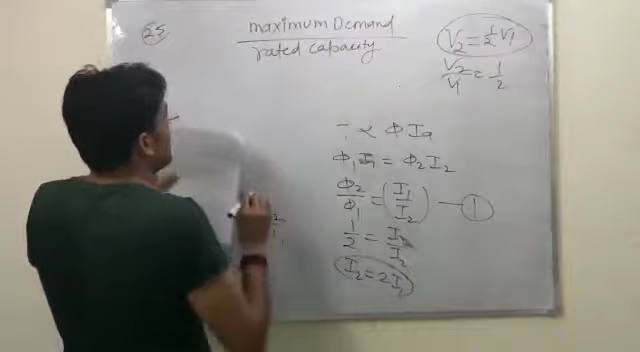 25
maximum Demand
rated capacity
V2 = 1/2 V1
V2/V1 = 1/2
T ∝ Φ Ia
Φ1 I1 = Φ2 I2
Φ2/Φ1 = (I1/I2) — 1
1/2 = I1/I2
I2 = 2I1